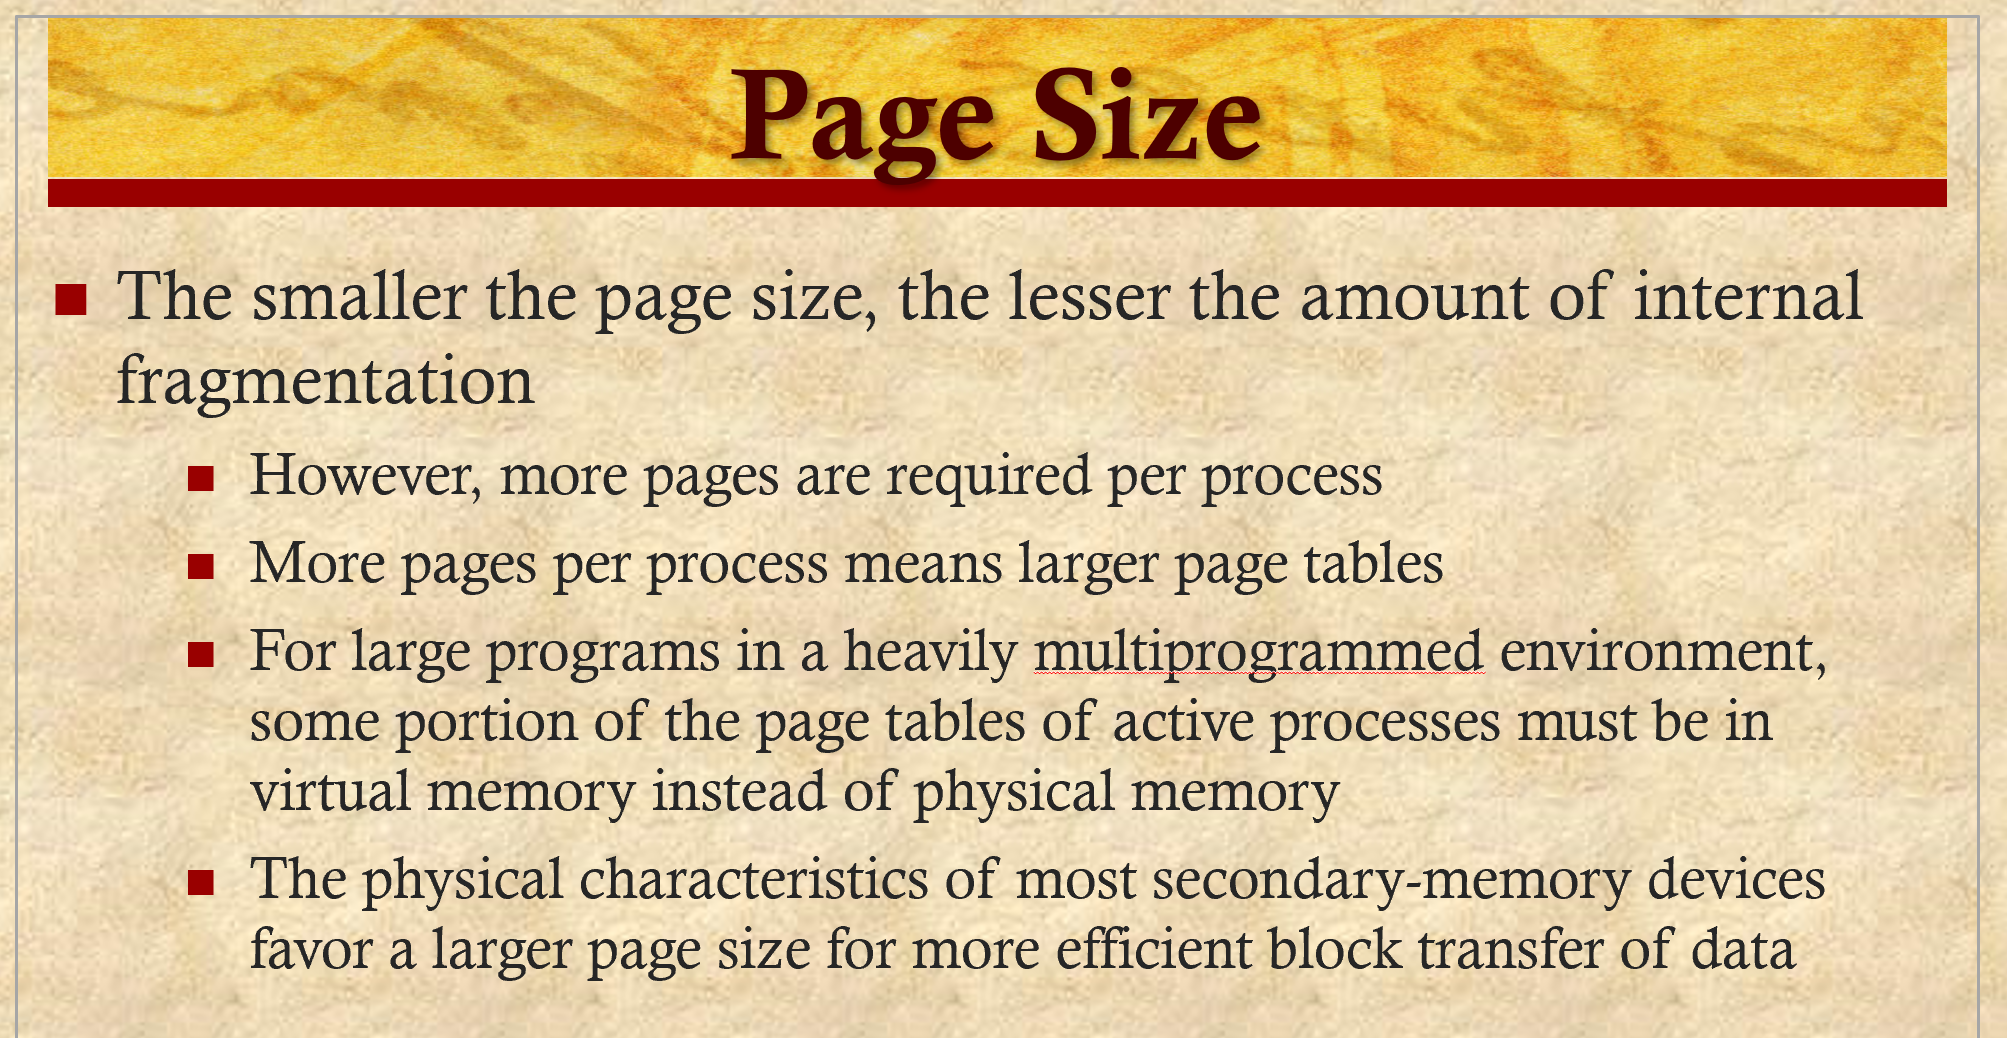 Page Size
The smaller the page size, the lesser the amount of internal
fragmentation
However, more pages are required per process
More pages per process means larger page tables
For large programs in a heavily multiprogrammed environment,
some portion of the page tables of active processes must be in
virtual memory instead of physical memory
The physical characteristics of most secondary-memory devices
favor a larger page size for more efficient block transfer of data